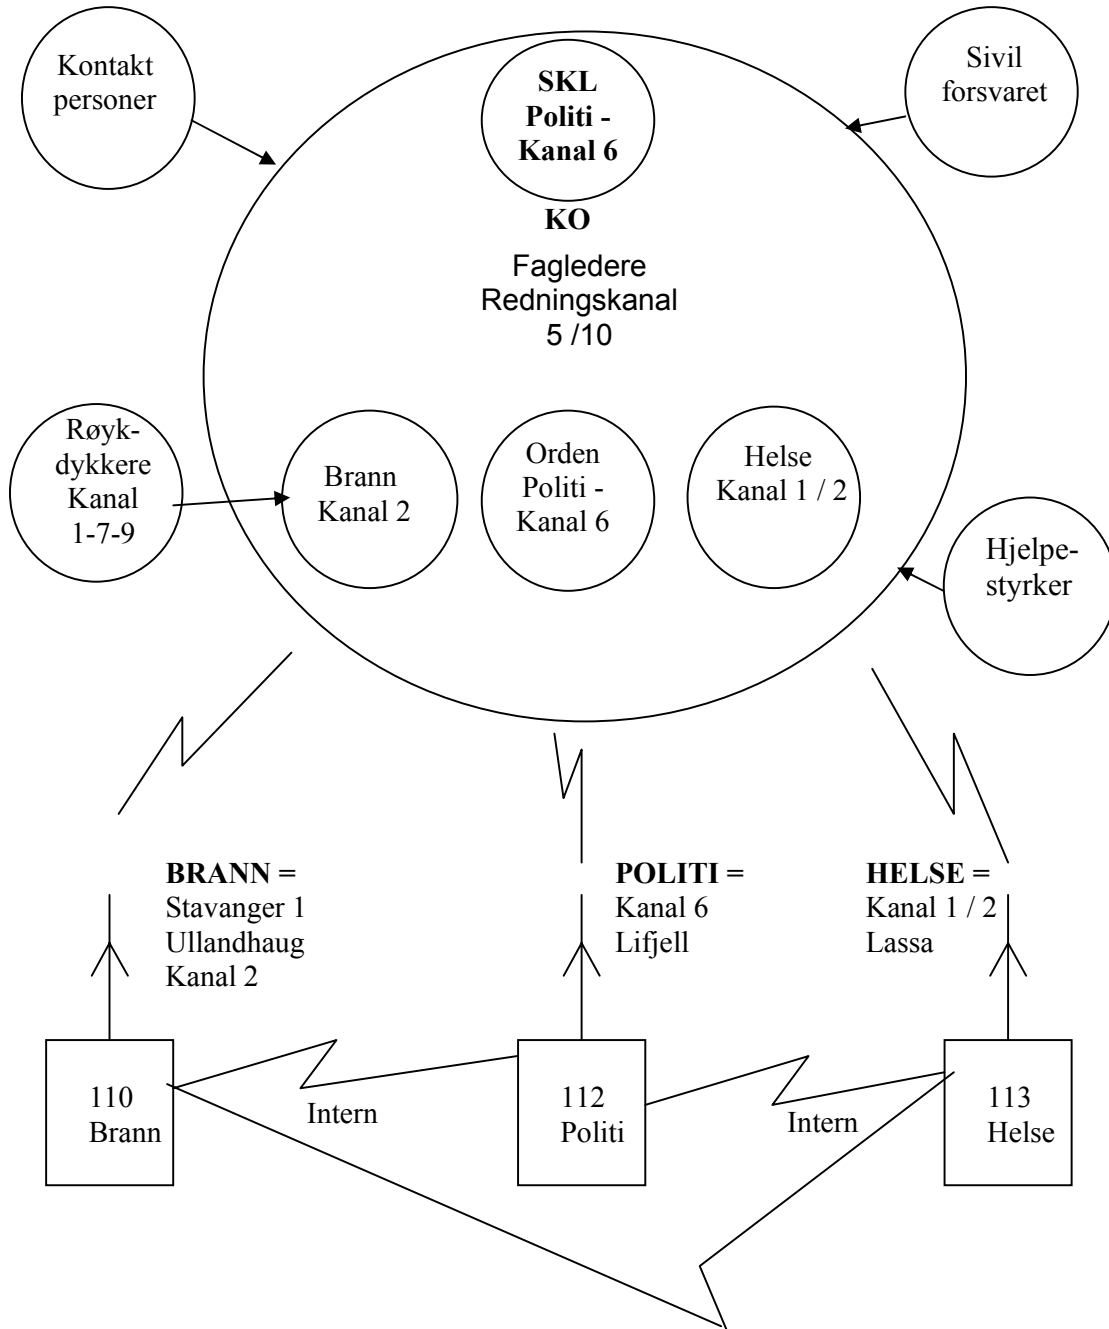 Kontakt
personer
SKL
Politi -
Kanal 6
Sivil
forsvaret
KO
Fagledere
Redningskanal
5 /10
Røyk-
dykkere
Kanal
1-7-9
Brann
Kanal 2
Orden
Politi -
Kanal 6
Helse
Kanal 1 / 2
Hjelpe-
styrker
BRANN =
Stavanger 1
Ullandhaug
Kanal 2
POLITI =
Kanal 6
Lifjell
HELSE =
Kanal 1 / 2
Lassa
110
Brann
Intern
112
Politi
Intern
113
Helse